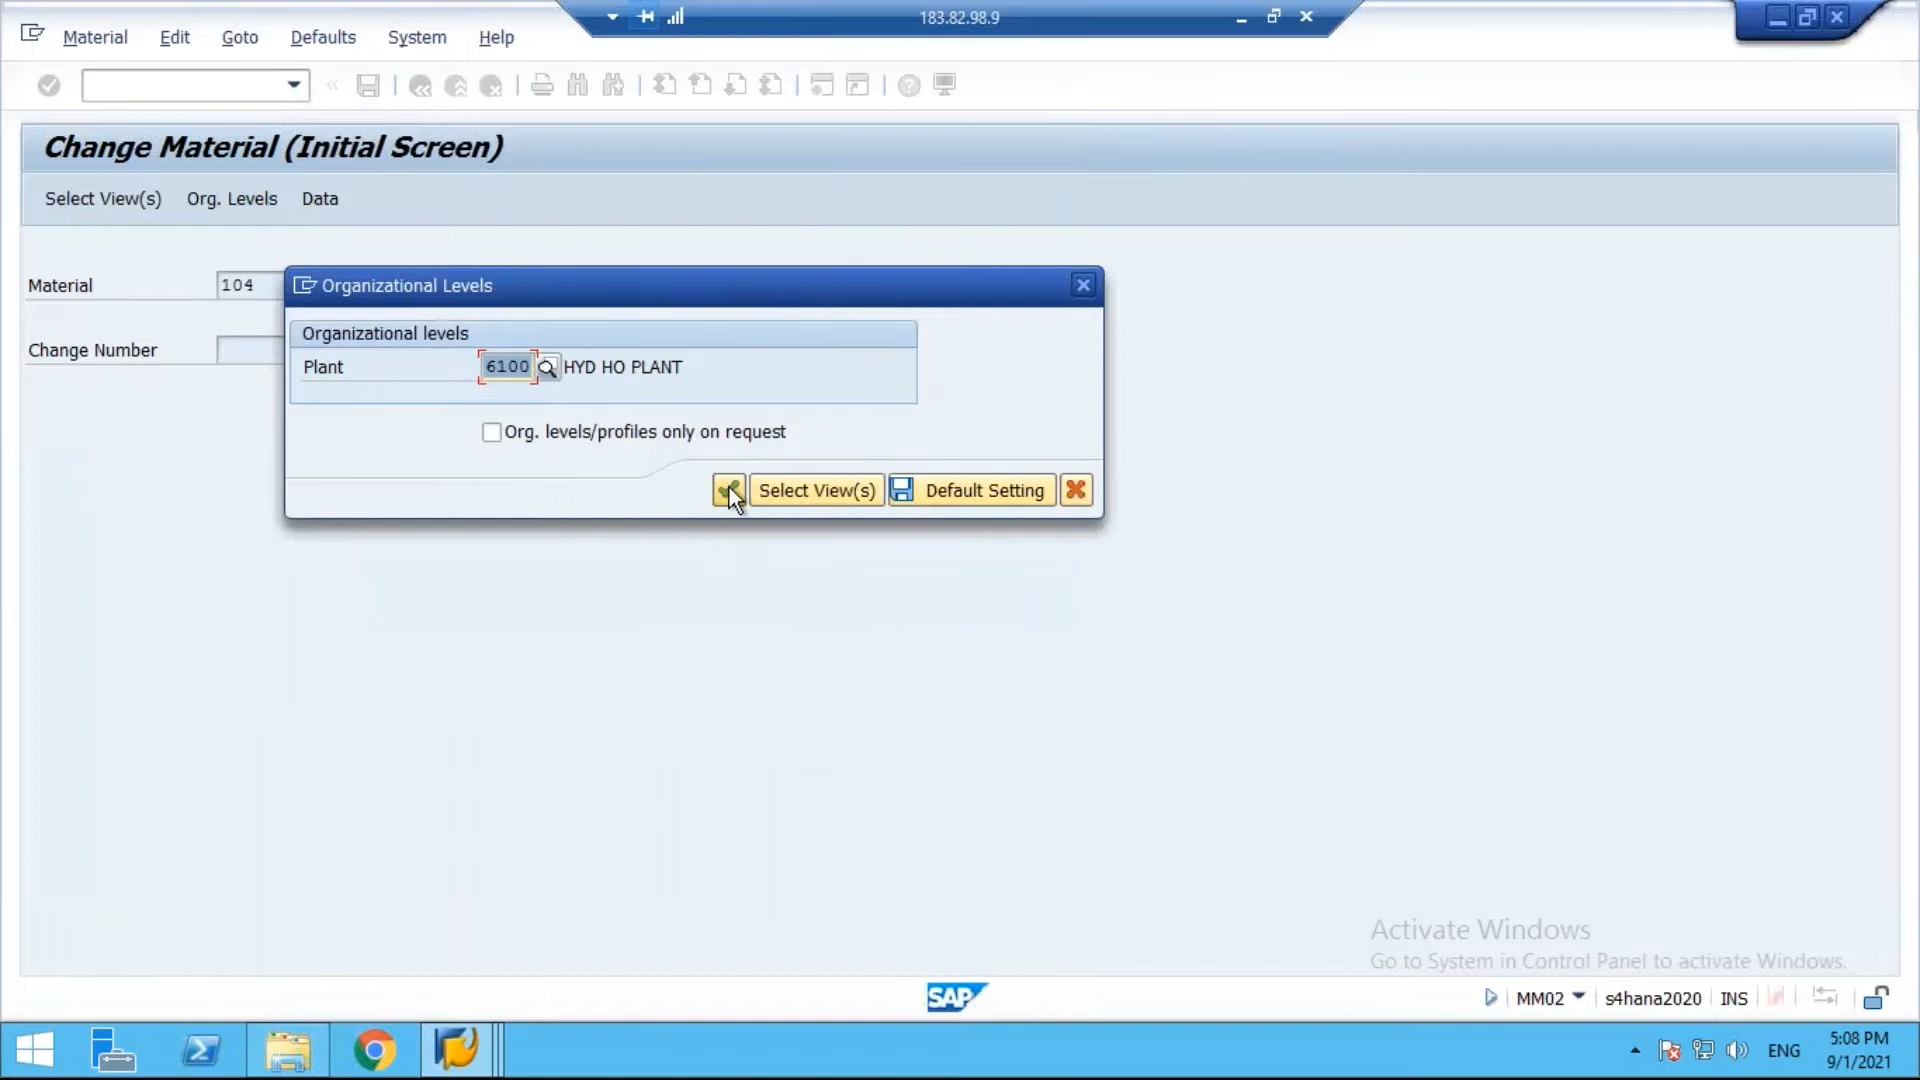 183.82.98.9
Material Edit Goto Defaults System Help
Change Material (Initial Screen)
Select View(s) Org. Levels Data
Material 104
Organizational Levels
Organizational levels
Plant 6100 HYD HO PLANT
Change Number
Org. levels/profiles only on request
Select View(s) Default Setting
Activate Windows
Go to System in Control Panel to activate Windows.
SAP
MM02 s4hana2020 INS
ENG
5:08 PM
9/1/2021